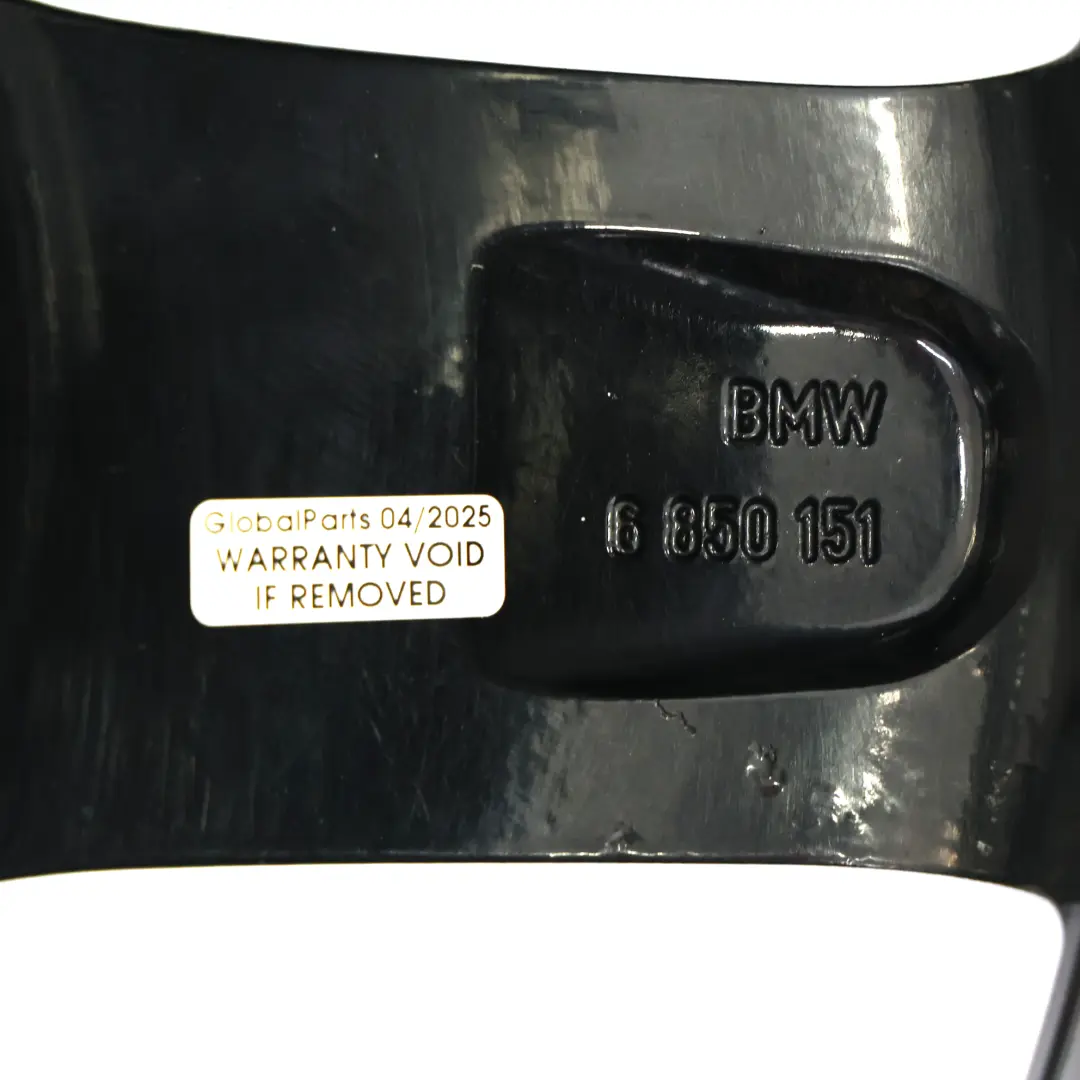 BMW
6 850 151
GlobalParts 04/2025
WARRANTY VOID
IF REMOVED